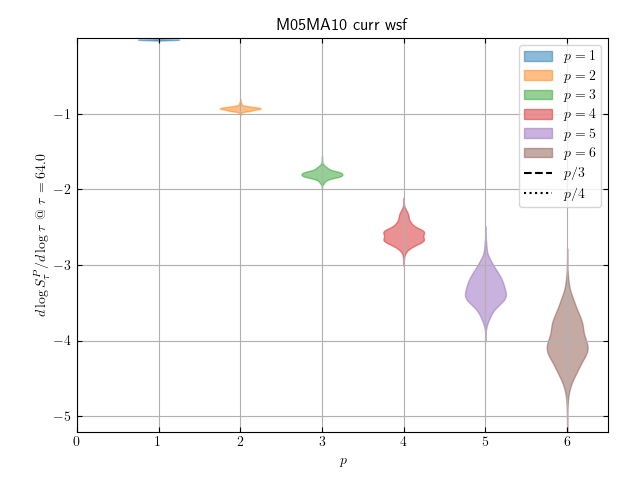 M05MA10 curr wsf
d log S_τ^P / d log τ @ τ = 64.0
−1
−2
−3
−4
−5
0 1 2 3 4 5 6
p
p = 1
p = 2
p = 3
p = 4
p = 5
p = 6
p/3
p/4